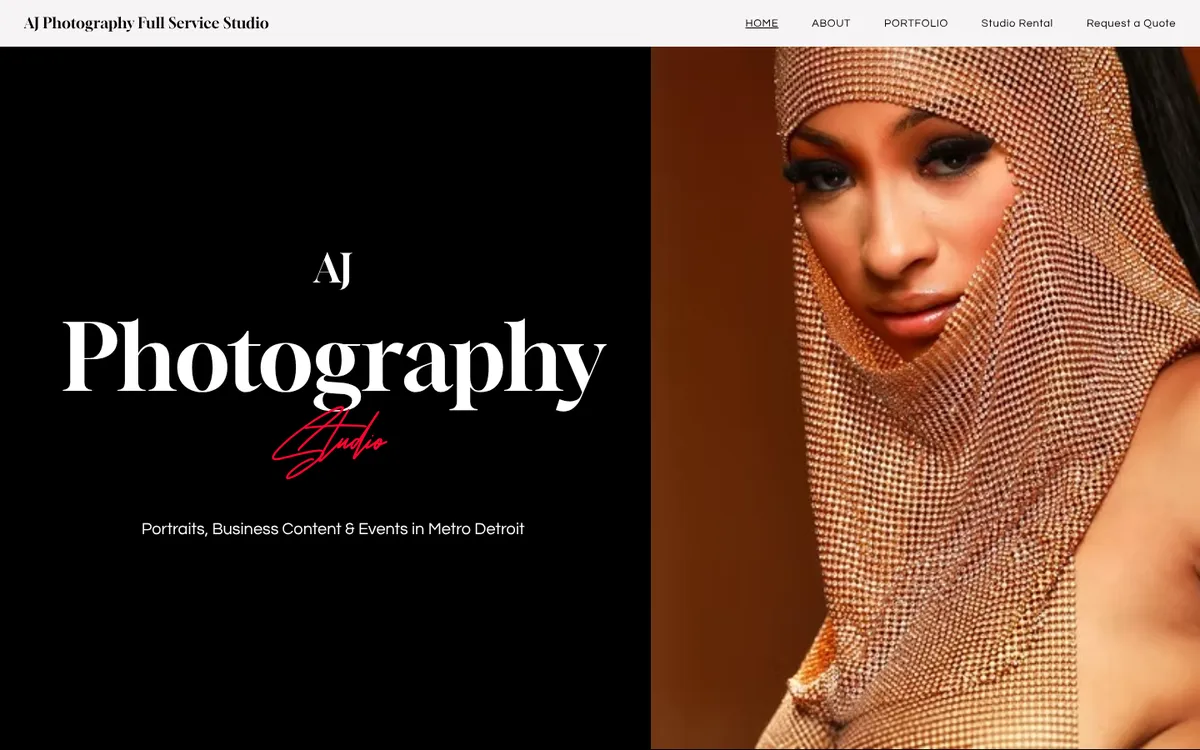 AJ Photography Full Service Studio
HOME ABOUT PORTFOLIO Studio Rental Request a Quote
AJ
Photography
Studio
Portraits, Business Content & Events in Metro Detroit